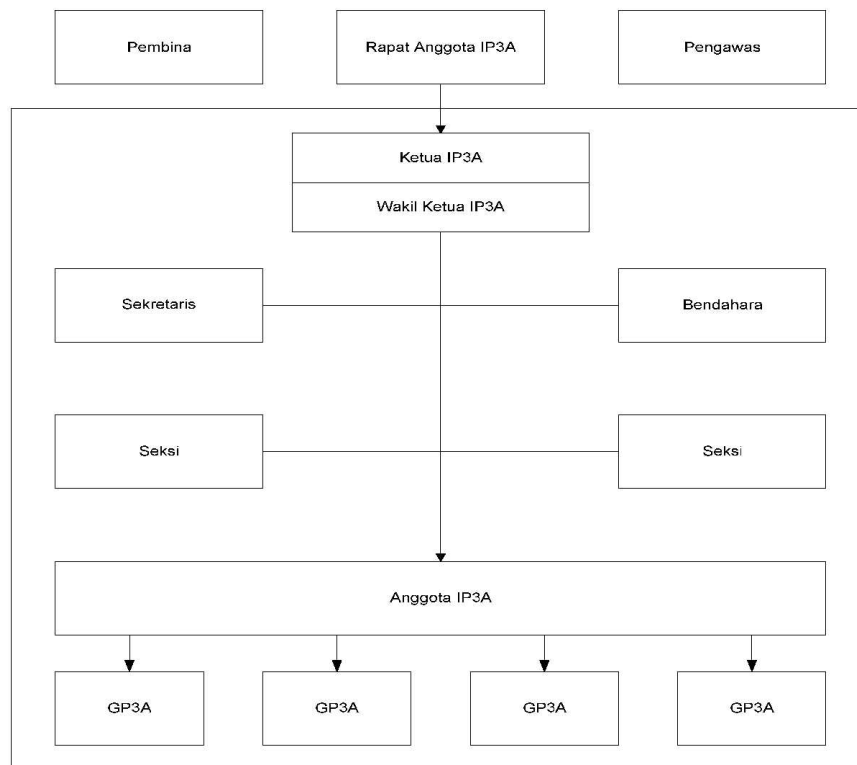 Pembina
Rapat Anggota IP3A
Pengawas
Ketua IP3A
Wakil Ketua IP3A
Sekretaris
Bendahara
Seksi
Seksi
Anggota IP3A
GP3A
GP3A
GP3A
GP3A